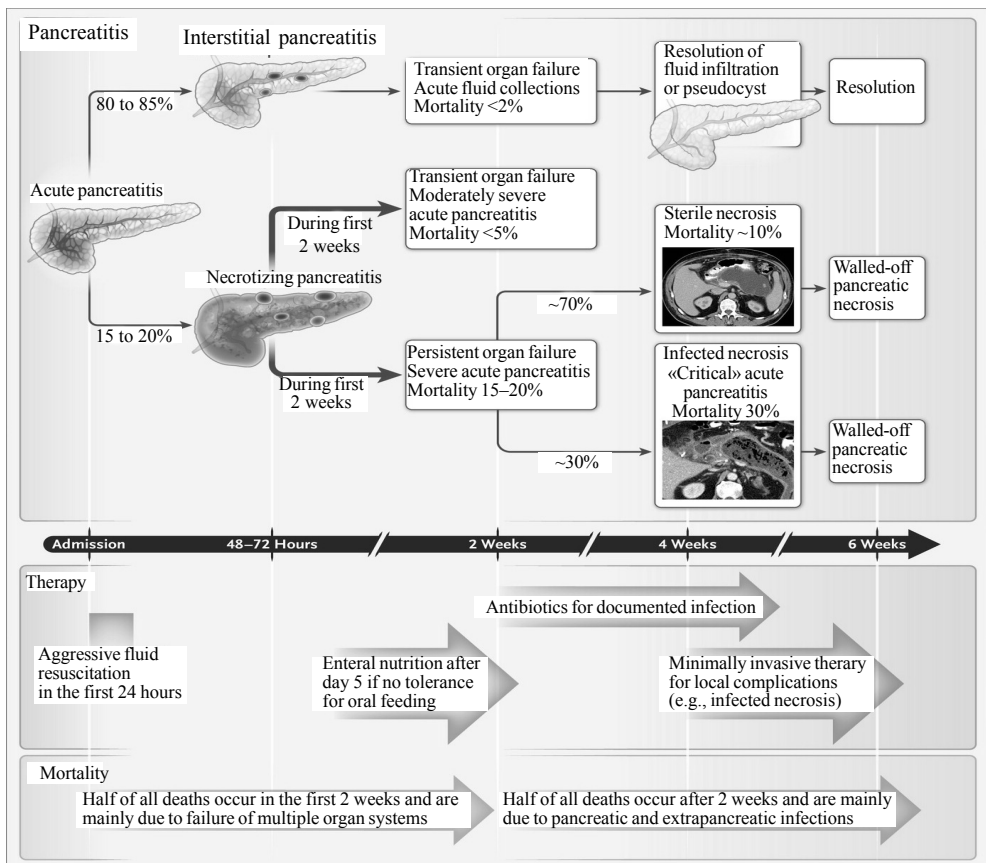 Pancreatitis
Interstitial pancreatitis
80 to 85%
Transient organ failure
Acute fluid collections
Mortality <2%
Resolution of
fluid infiltration
or pseudocyst
Resolution
Acute pancreatitis
During first
2 weeks
Transient organ failure
Moderately severe
acute pancreatitis
Mortality <5%
15 to 20%
Necrotizing pancreatitis
During first
2 weeks
Persistent organ failure
Severe acute pancreatitis
Mortality 15–20%
~70%
Sterile necrosis
Mortality ~10%
Walled-off
pancreatic
necrosis
~30%
Infected necrosis
«Critical» acute
pancreatitis
Mortality 30%
Walled-off
pancreatic
necrosis
Admission
48–72 Hours
2 Weeks
4 Weeks
6 Weeks
Therapy
Aggressive fluid
resuscitation
in the first 24 hours
Enteral nutrition after
day 5 if no tolerance
for oral feeding
Antibiotics for documented infection
Minimally invasive therary
for local complications
(e.g., infected necrosis)
Mortality
Half of all deaths occur in the first 2 weeks and are
mainly due to failure of multiple organ systems
Half of all deaths occur after 2 weeks and are mainly
due to pancreatic and extrapancreatic infections